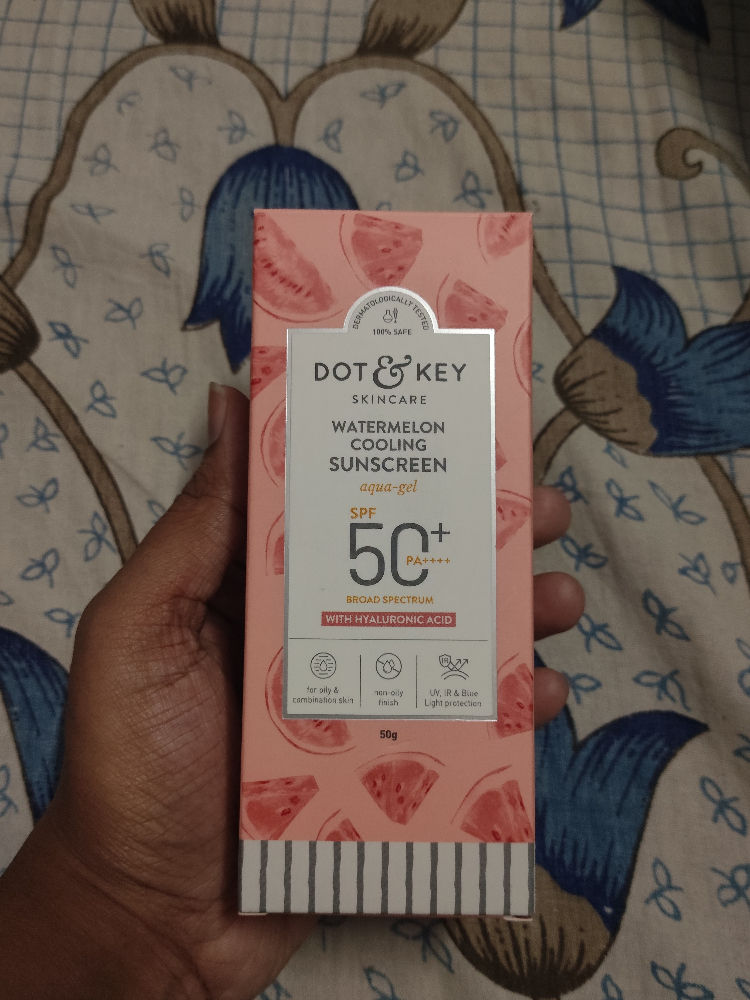 DERMATOLOGICALLY TESTED
100% SAFE
DOT & KEY
SKINCARE
WATERMELON
COOLING
SUNSCREEN
aqua-gel
SPF
50+
PA++++
BROAD SPECTRUM
WITH HYALURONIC ACID
for oily &
combination skin
non-oily
finish
IR
UV, IR & Blue
Light protection
50g